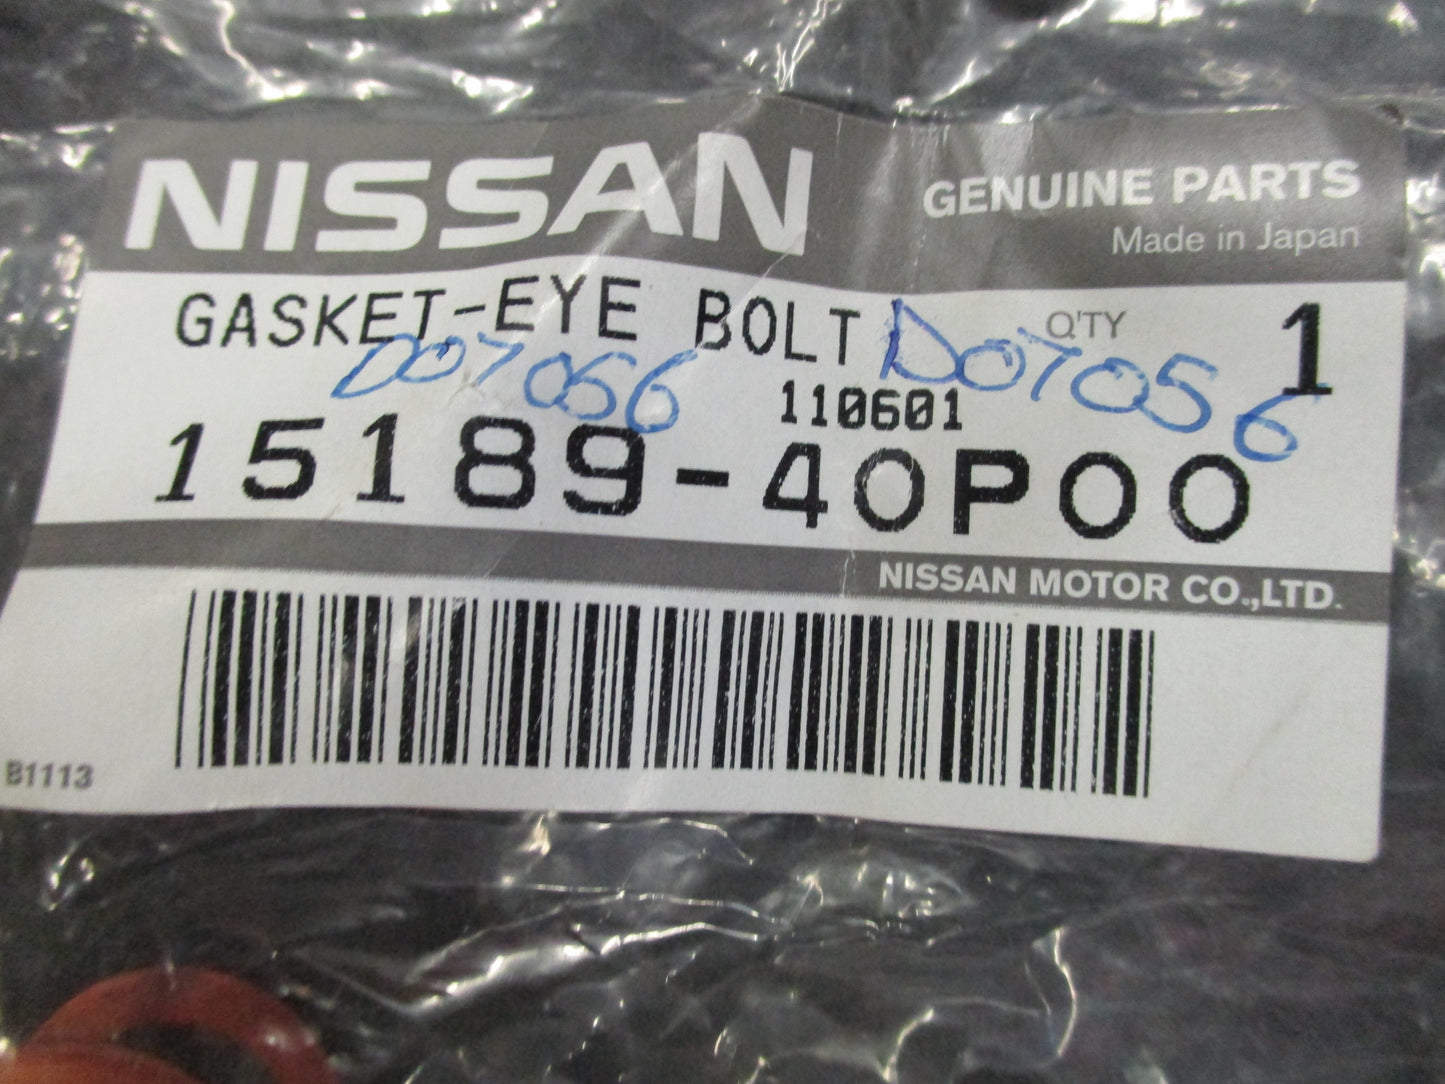 NISSAN
GENUINE PARTS
Made in Japan
GASKET-EYE BOLT
Q'TY 1
D07056 D07056
110601
15189-40P00
NISSAN MOTOR CO.,LTD.
B1113